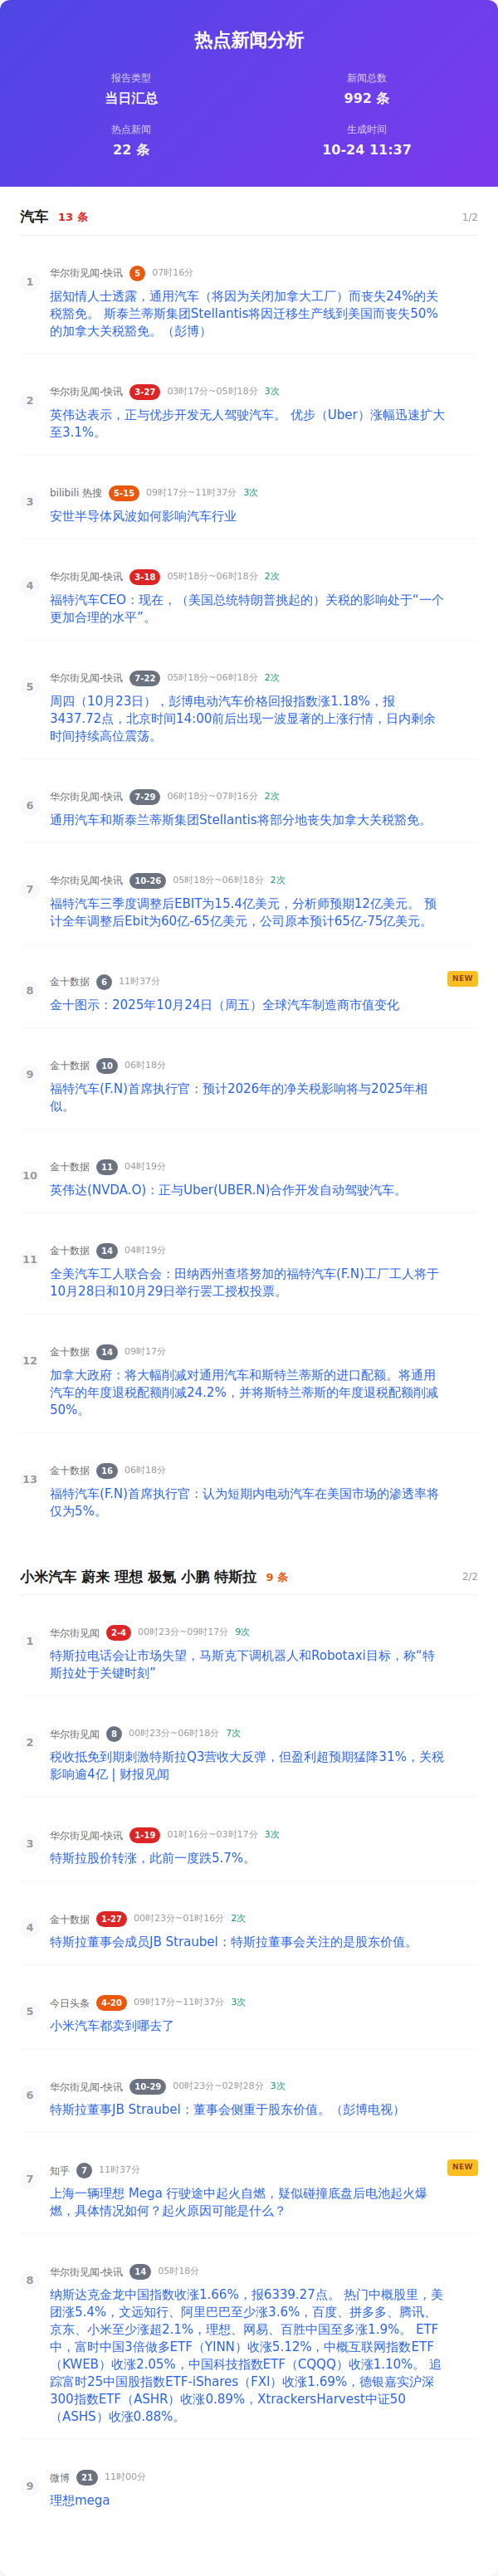 热点新闻分析
报告类型
当日汇总
新闻总数
992 条
热点新闻
22 条
生成时间
10-24 11:37
汽车 13 条 1/2
1
华尔街见闻-快讯 5 07时16分
据知情人士透露，通用汽车（将因为关闭加拿大工厂）而丧失24%的关
税豁免。 斯泰兰蒂斯集团Stellantis将因迁移生产线到美国而丧失50%
的加拿大关税豁免。（彭博）
2
华尔街见闻-快讯 3-27 03时17分~05时18分 3次
英伟达表示，正与优步开发无人驾驶汽车。 优步（Uber）涨幅迅速扩大
至3.1%。
3
bilibili 热搜 5-15 09时17分~11时37分 3次
安世半导体风波如何影响汽车行业
4
华尔街见闻-快讯 3-18 05时18分~06时18分 2次
福特汽车CEO：现在，（美国总统特朗普挑起的）关税的影响处于“一个
更加合理的水平”。
5
华尔街见闻-快讯 7-22 05时18分~06时18分 2次
周四（10月23日），彭博电动汽车价格回报指数涨1.18%，报
3437.72点，北京时间14:00前后出现一波显著的上涨行情，日内剩余
时间持续高位震荡。
6
华尔街见闻-快讯 7-29 06时18分~07时16分 2次
通用汽车和斯泰兰蒂斯集团Stellantis将部分地丧失加拿大关税豁免。
7
华尔街见闻-快讯 10-26 05时18分~06时18分 2次
福特汽车三季度调整后EBIT为15.4亿美元，分析师预期12亿美元。 预
计全年调整后Ebit为60亿-65亿美元，公司原本预计65亿-75亿美元。
8
金十数据 6 11时37分 NEW
金十图示：2025年10月24日（周五）全球汽车制造商市值变化
9
金十数据 10 06时18分
福特汽车(F.N)首席执行官：预计2026年的净关税影响将与2025年相
似。
10
金十数据 11 04时19分
英伟达(NVDA.O)：正与Uber(UBER.N)合作开发自动驾驶汽车。
11
金十数据 14 04时19分
全美汽车工人联合会：田纳西州查塔努加的福特汽车(F.N)工厂工人将于
10月28日和10月29日举行罢工授权投票。
12
金十数据 14 09时17分
加拿大政府：将大幅削减对通用汽车和斯特兰蒂斯的进口配额。将通用
汽车的年度退税配额削减24.2%，并将斯特兰蒂斯的年度退税配额削减
50%。
13
金十数据 16 06时18分
福特汽车(F.N)首席执行官：认为短期内电动汽车在美国市场的渗透率将
仅为5%。
小米汽车 蔚来 理想 极氪 小鹏 特斯拉 9 条 2/2
1
华尔街见闻 2-4 00时23分~09时17分 9次
特斯拉电话会让市场失望，马斯克下调机器人和Robotaxi目标，称“特
斯拉处于关键时刻”
2
华尔街见闻 8 00时23分~06时18分 7次
税收抵免到期刺激特斯拉Q3营收大反弹，但盈利超预期猛降31%，关税
影响逾4亿 | 财报见闻
3
华尔街见闻-快讯 1-19 01时16分~03时17分 3次
特斯拉股价转涨，此前一度跌5.7%。
4
金十数据 1-27 00时23分~01时16分 2次
特斯拉董事会成员JB Straubel：特斯拉董事会关注的是股东价值。
5
今日头条 4-20 09时17分~11时37分 3次
小米汽车都卖到哪去了
6
华尔街见闻-快讯 10-29 00时23分~02时28分 3次
特斯拉董事JB Straubel：董事会侧重于股东价值。（彭博电视）
7
知乎 7 11时37分 NEW
上海一辆理想 Mega 行驶途中起火自燃，疑似碰撞底盘后电池起火爆
燃，具体情况如何？起火原因可能是什么？
8
华尔街见闻-快讯 14 05时18分
纳斯达克金龙中国指数收涨1.66%，报6339.27点。 热门中概股里，美
团涨5.4%，文远知行、阿里巴巴至少涨3.6%，百度、拼多多、腾讯、
京东、小米至少涨超2.1%，理想、网易、百胜中国至多涨1.9%。 ETF
中，富时中国3倍做多ETF（YINN）收涨5.12%，中概互联网指数ETF
（KWEB）收涨2.05%，中国科技指数ETF（CQQQ）收涨1.10%。 追
踪富时25中国股指数ETF-iShares（FXI）收涨1.69%，德银嘉实沪深
300指数ETF（ASHR）收涨0.89%，XtrackersHarvest中证50
（ASHS）收涨0.88%。
9
微博 21 11时00分
理想mega